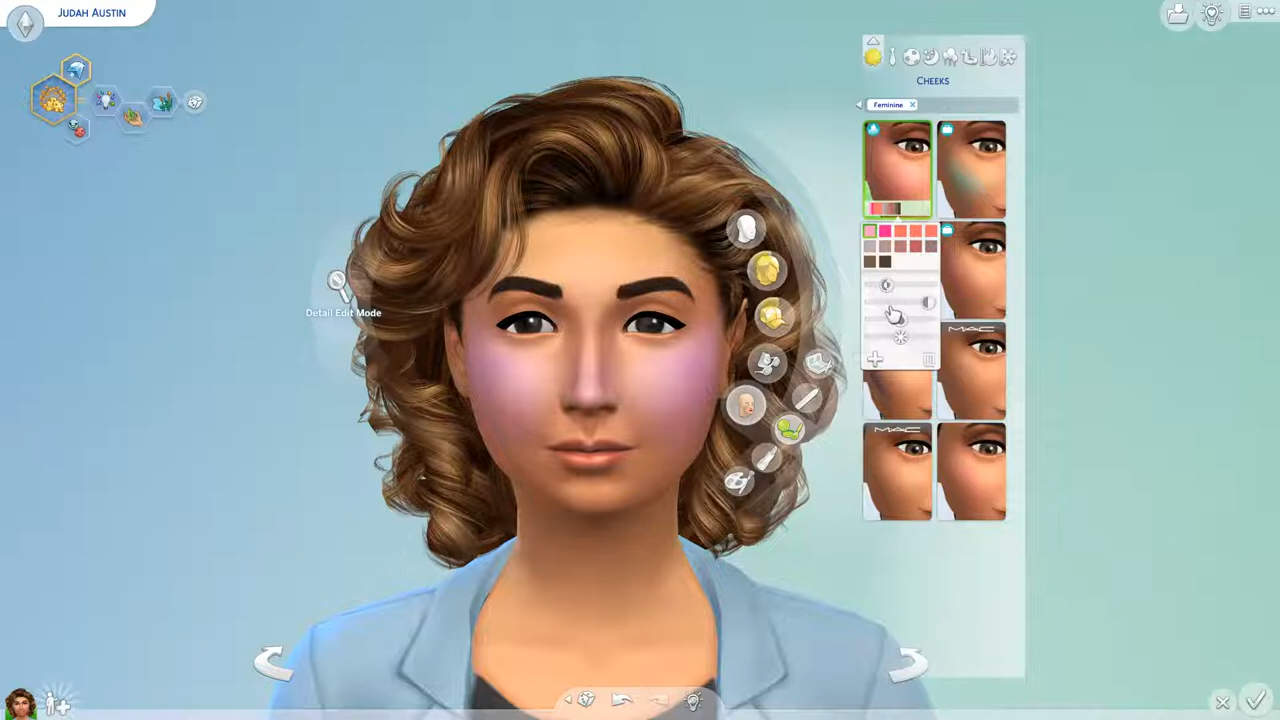 JUDAH AUSTIN
CHEEKS
Feminine
Detail Edit Mode
MAC
MAC